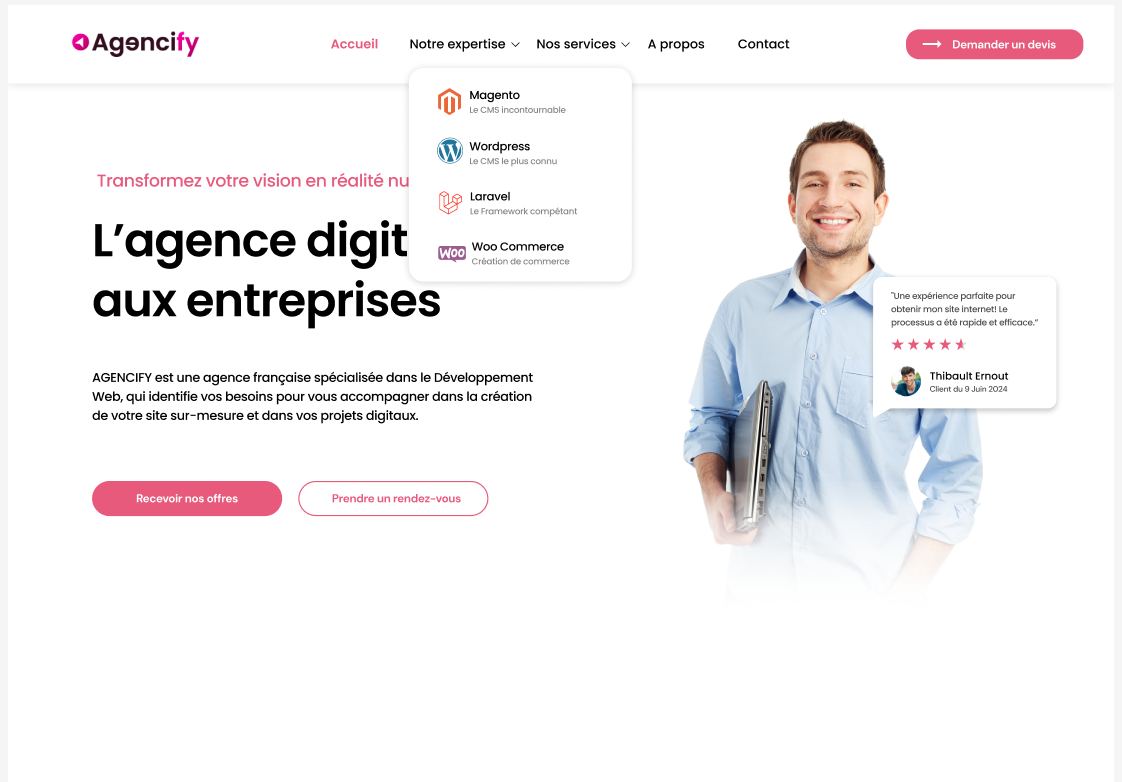 Agencify
Accueil
Notre expertise
Nos services
A propos
Contact
Demander un devis
Magento
Le CMS incontournable
Wordpress
Le CMS le plus connu
Laravel
Le Framework compétant
WOO
Woo Commerce
Création de commerce
Transformez votre vision en réalité nu
L’agence digit
aux entreprises
AGENCIFY est une agence française spécialisée dans le Développement
Web, qui identifie vos besoins pour vous accompagner dans la création
de votre site sur-mesure et dans vos projets digitaux.
Recevoir nos offres
Prendre un rendez-vous
"Une expérience parfaite pour
obtenir mon site internet! Le
processus a été rapide et efficace."
Thibault Ernout
Client du 9 Juin 2024